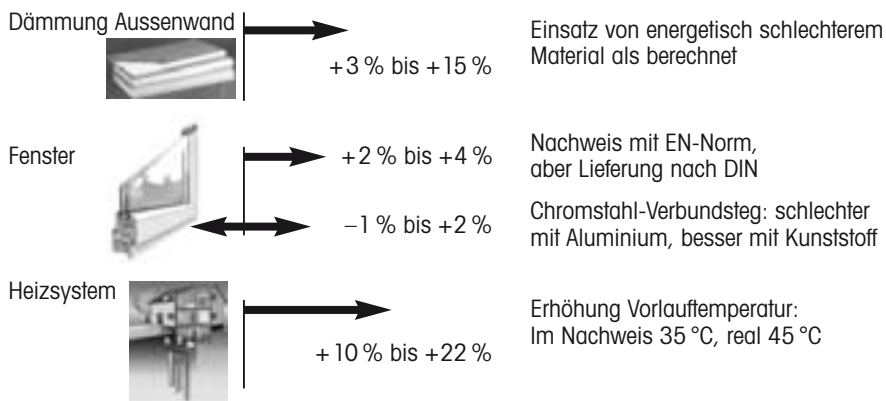 Dämmung Aussenwand
+3 % bis +15 %
Einsatz von energetisch schlechterem
Material als berechnet
Fenster
+2 % bis +4 %
Nachweis mit EN-Norm,
aber Lieferung nach DIN
–1 % bis +2 %
Chromstahl-Verbundsteg: schlechter
mit Aluminium, besser mit Kunststoff
Heizsystem
+10 % bis +22 %
Erhöhung Vorlauftemperatur:
Im Nachweis 35 °C, real 45 °C